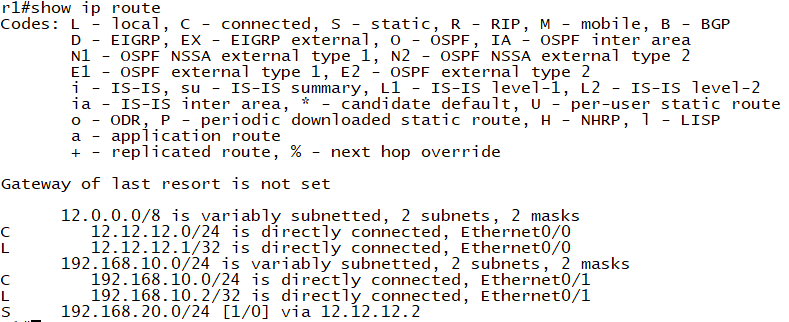 r1#show ip route
Codes: L - local, C - connected, S - static, R - RIP, M - mobile, B - BGP
       D - EIGRP, EX - EIGRP external, O - OSPF, IA - OSPF inter area
       N1 - OSPF NSSA external type 1, N2 - OSPF NSSA external type 2
       E1 - OSPF external type 1, E2 - OSPF external type 2
       i - IS-IS, su - IS-IS summary, L1 - IS-IS level-1, L2 - IS-IS level-2
       ia - IS-IS inter area, * - candidate default, U - per-user static route
       o - ODR, P - periodic downloaded static route, H - NHRP, l - LISP
       a - application route
       + - replicated route, % - next hop override
Gateway of last resort is not set
      12.0.0.0/8 is variably subnetted, 2 subnets, 2 masks
C        12.12.12.0/24 is directly connected, Ethernet0/0
L        12.12.12.1/32 is directly connected, Ethernet0/0
      192.168.10.0/24 is variably subnetted, 2 subnets, 2 masks
C        192.168.10.0/24 is directly connected, Ethernet0/1
L        192.168.10.2/32 is directly connected, Ethernet0/1
S     192.168.20.0/24 [1/0] via 12.12.12.2